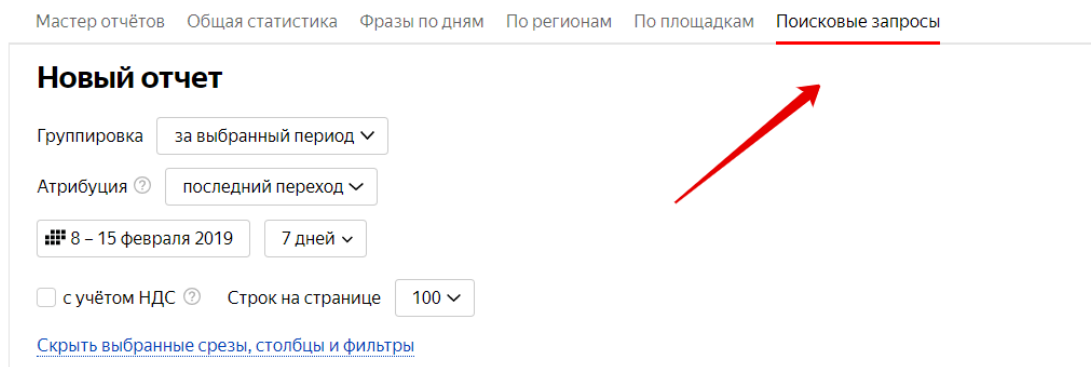 Мастер отчётов Общая статистика Фразы по дням По регионам По площадкам Поисковые запросы
Новый отчет
Группировка за выбранный период
Атрибуция ? последний переход
8 – 15 февраля 2019 7 дней
с учётом НДС ? Строк на странице 100
Скрыть выбранные срезы, столбцы и фильтры